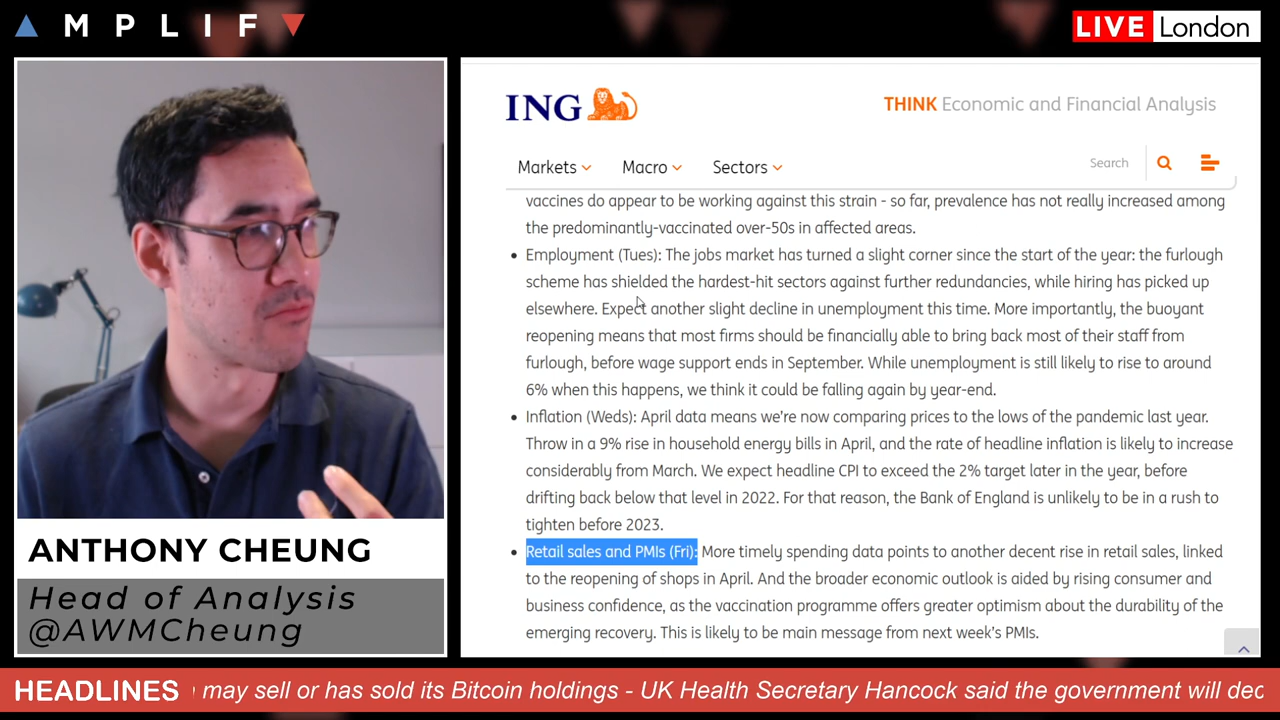 AMPLIFY
LIVE London
ING
THINK Economic and Financial Analysis
Markets
Macro
Sectors
Search
vaccines do appear to be working against this strain - so far, prevalence has not really increased among
the predominantly-vaccinated over-50s in affected areas.
Employment (Tues): The jobs market has turned a slight corner since the start of the year: the furlough
scheme has shielded the hardest-hit sectors against further redundancies, while hiring has picked up
elsewhere. Expect another slight decline in unemployment this time. More importantly, the buoyant
reopening means that most firms should be financially able to bring back most of their staff from
furlough, before wage support ends in September. While unemployment is still likely to rise to around
6% when this happens, we think it could be falling again by year-end.
Inflation (Weds): April data means we're now comparing prices to the lows of the pandemic last year.
Throw in a 9% rise in household energy bills in April, and the rate of headline inflation is likely to increase
considerably from March. We expect headline CPI to exceed the 2% target later in the year, before
drifting back below that level in 2022. For that reason, the Bank of England is unlikely to be in a rush to
tighten before 2023.
Retail sales and PMIs (Fri): More timely spending data points to another decent rise in retail sales, linked
to the reopening of shops in April. And the broader economic outlook is aided by rising consumer and
business confidence, as the vaccination programme offers greater optimism about the durability of the
emerging recovery. This is likely to be main message from next week's PMIs.
ANTHONY CHEUNG
Head of Analysis
@AWMCheung
HEADLINES may sell or has sold its Bitcoin holdings - UK Health Secretary Hancock said the government will dec